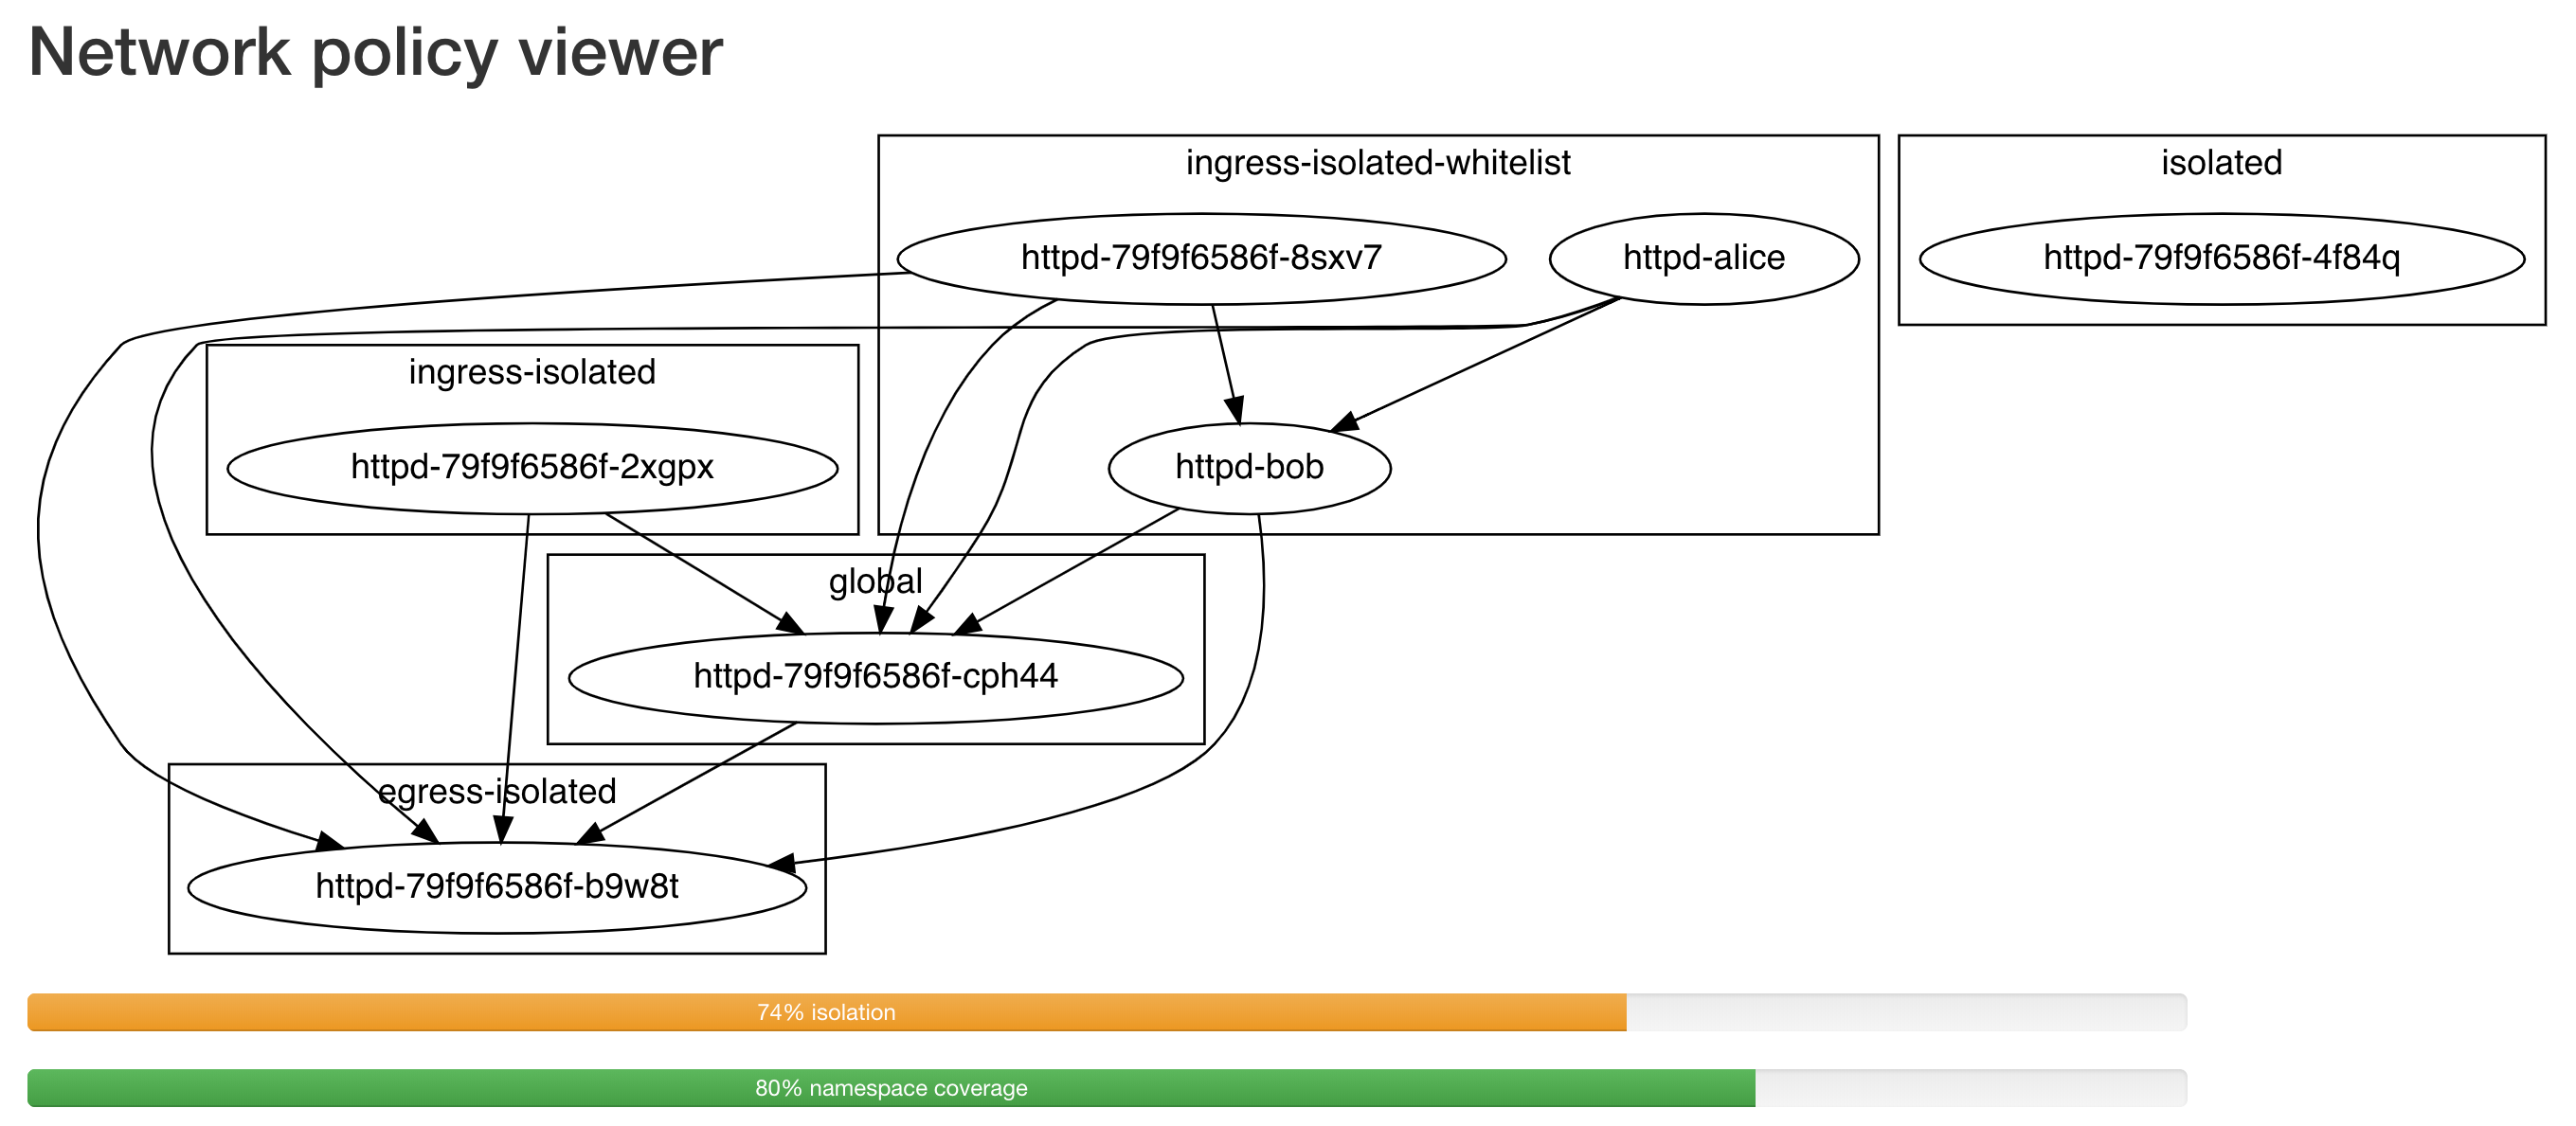 Network policy viewer
ingress-isolated-whitelist
isolated
httpd-79f9f6586f-8sxv7
httpd-alice
httpd-79f9f6586f-4f84q
ingress-isolated
httpd-79f9f6586f-2xgpx
httpd-bob
global
httpd-79f9f6586f-cph44
egress-isolated
httpd-79f9f6586f-b9w8t
74% isolation
80% namespace coverage